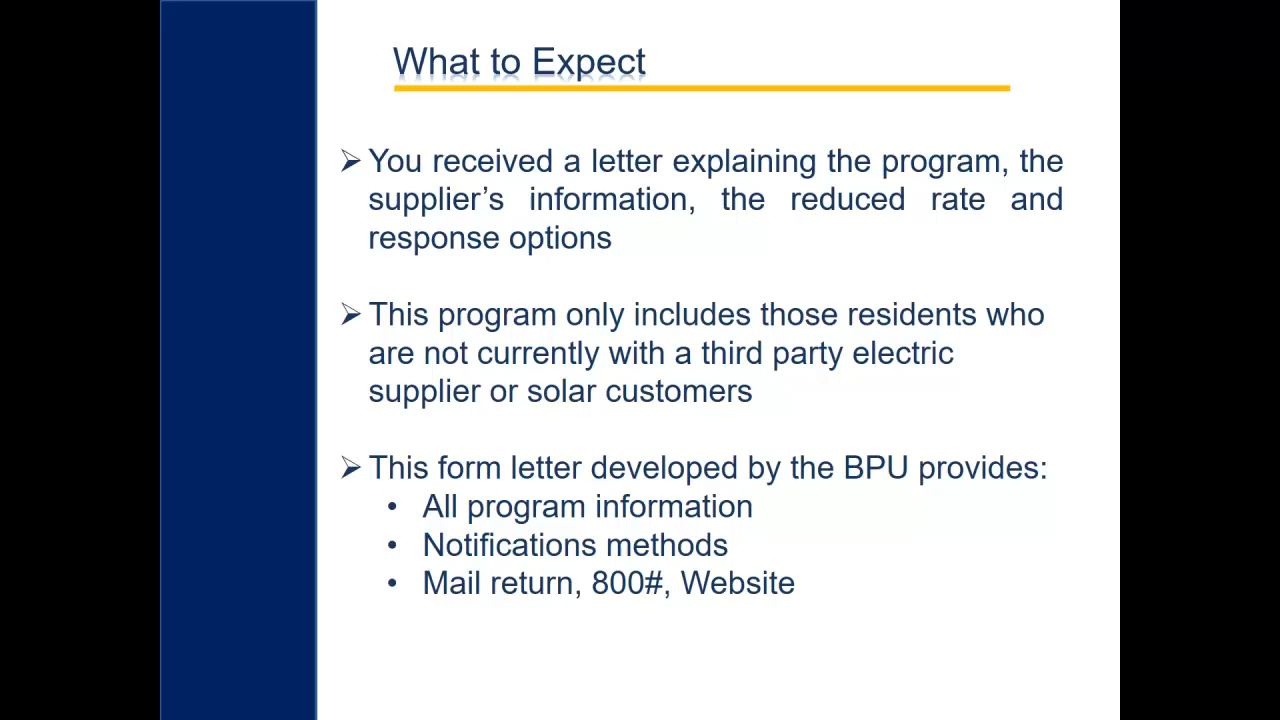 What to Expect
➢ You received a letter explaining the program, the
supplier’s information, the reduced rate and
response options
➢ This program only includes those residents who
are not currently with a third party electric
supplier or solar customers
➢ This form letter developed by the BPU provides:
• All program information
• Notifications methods
• Mail return, 800#, Website